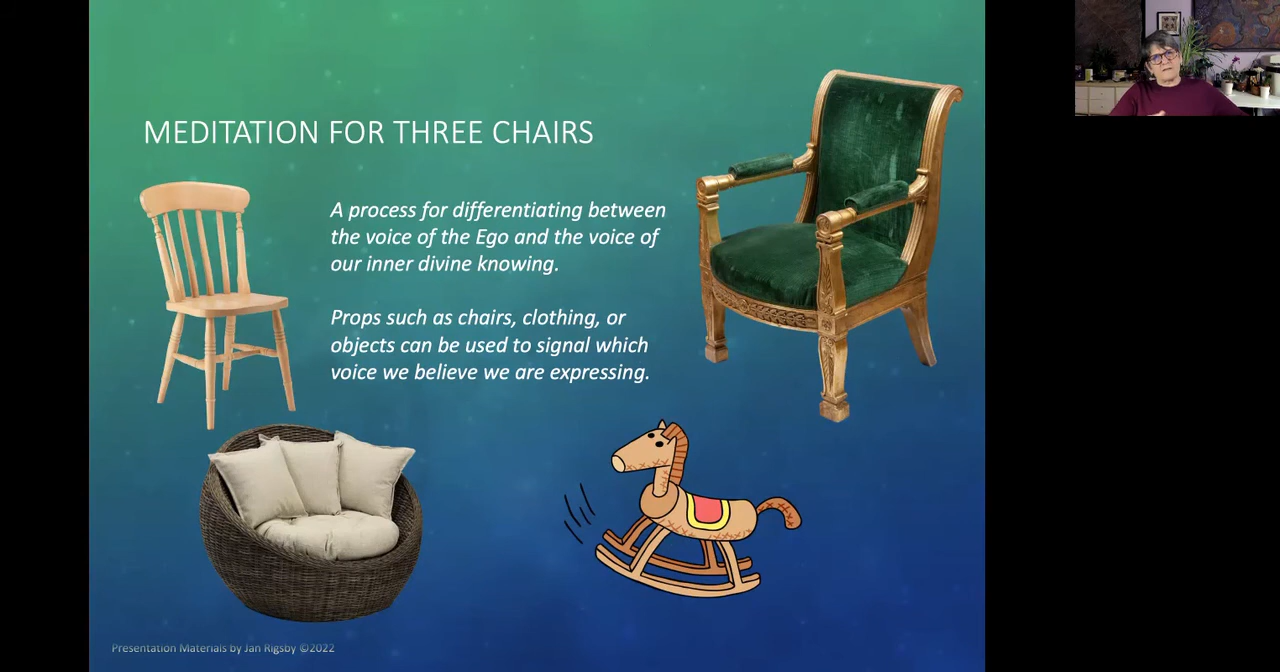 MEDITATION FOR THREE CHAIRS
A process for differentiating between
the voice of the Ego and the voice of
our inner divine knowing.
Props such as chairs, clothing, or
objects can be used to signal which
voice we believe we are expressing.
Presentation Materials by Jan Rigsby ©2022